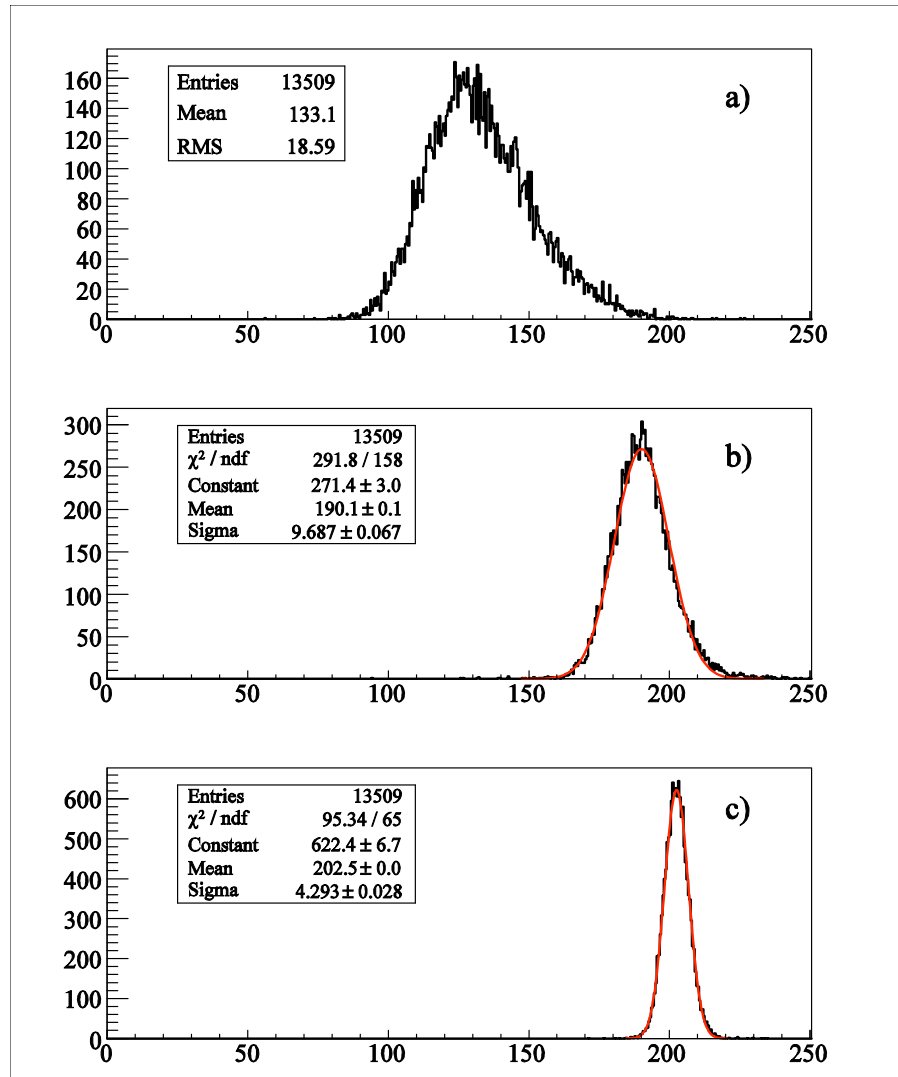 a)
Entries 13509
Mean 133.1
RMS 18.59
160
140
120
100
80
60
40
20
0
0 50 100 150 200 250
b)
Entries 13509
χ² / ndf 291.8 / 158
Constant 271.4 ± 3.0
Mean 190.1 ± 0.1
Sigma 9.687 ± 0.067
300
250
200
150
100
50
0
0 50 100 150 200 250
c)
Entries 13509
χ² / ndf 95.34 / 65
Constant 622.4 ± 6.7
Mean 202.5 ± 0.0
Sigma 4.293 ± 0.028
600
500
400
300
200
100
0
0 50 100 150 200 250